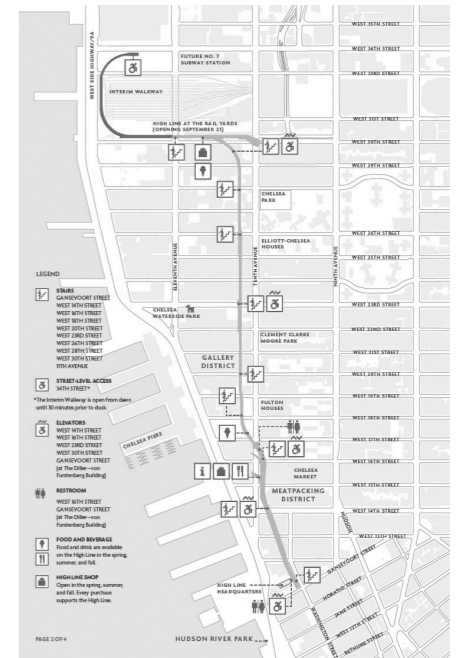 WEST 35TH STREET
WEST 34TH STREET
WEST 33RD STREET
WEST 31ST STREET
WEST 30TH STREET
WEST 29TH STREET
WEST 26TH STREET
WEST 25TH STREET
WEST 23RD STREET
WEST 22ND STREET
WEST 21ST STREET
WEST 20TH STREET
WEST 19TH STREET
WEST 18TH STREET
WEST 17TH STREET
WEST 16TH STREET
WEST 15TH STREET
WEST 14TH STREET
WEST 13TH STREET
WEST SIDE HIGHWAY/9A
FUTURE NO. 7
SUBWAY STATION
INTERIM WALKWAY
HIGH LINE AT THE RAIL YARDS
(OPENING SEPTEMBER 21)
CHELSEA
PARK
ELLIOTT-CHELSEA
HOUSES
ELEVENTH AVENUE
TENTH AVENUE
NINTH AVENUE
CHELSEA
WATERSIDE PARK
CLEMENT CLARKE
MOORE PARK
GALLERY
DISTRICT
FULTON
HOUSES
CHELSEA PIERS
CHELSEA
MARKET
MEATPACKING
DISTRICT
HUDSON
GANSEVOORT STREET
HORATIO STREET
JANE STREET
WEST 12TH STREET
BETHUNE STREET
WASHINGTON STREET
HIGH LINE
HEADQUARTERS
HUDSON RIVER PARK
LEGEND
STAIRS
GANSEVOORT STREET
WEST 14TH STREET
WEST 16TH STREET
WEST 18TH STREET
WEST 20TH STREET
WEST 23RD STREET
WEST 26TH STREET
WEST 28TH STREET
WEST 30TH STREET
11TH AVENUE
STREET-LEVEL ACCESS
34TH STREET*
*The Interim Walkway is open from dawn
until 30 minutes prior to dusk.
ELEVATORS
WEST 14TH STREET
WEST 16TH STREET
WEST 23RD STREET
WEST 30TH STREET
GANSEVOORT STREET
(at The Diller—von
Furstenberg Building)
RESTROOM
WEST 16TH STREET
GANSEVOORT STREET
(at The Diller—von
Furstenberg Building)
FOOD AND BEVERAGE
Food and drink are available
on the High Line in the spring,
summer, and fall.
HIGH LINE SHOP
Open in the spring, summer,
and fall. Every purchase
supports the High Line.
PAGE 2 OF 4